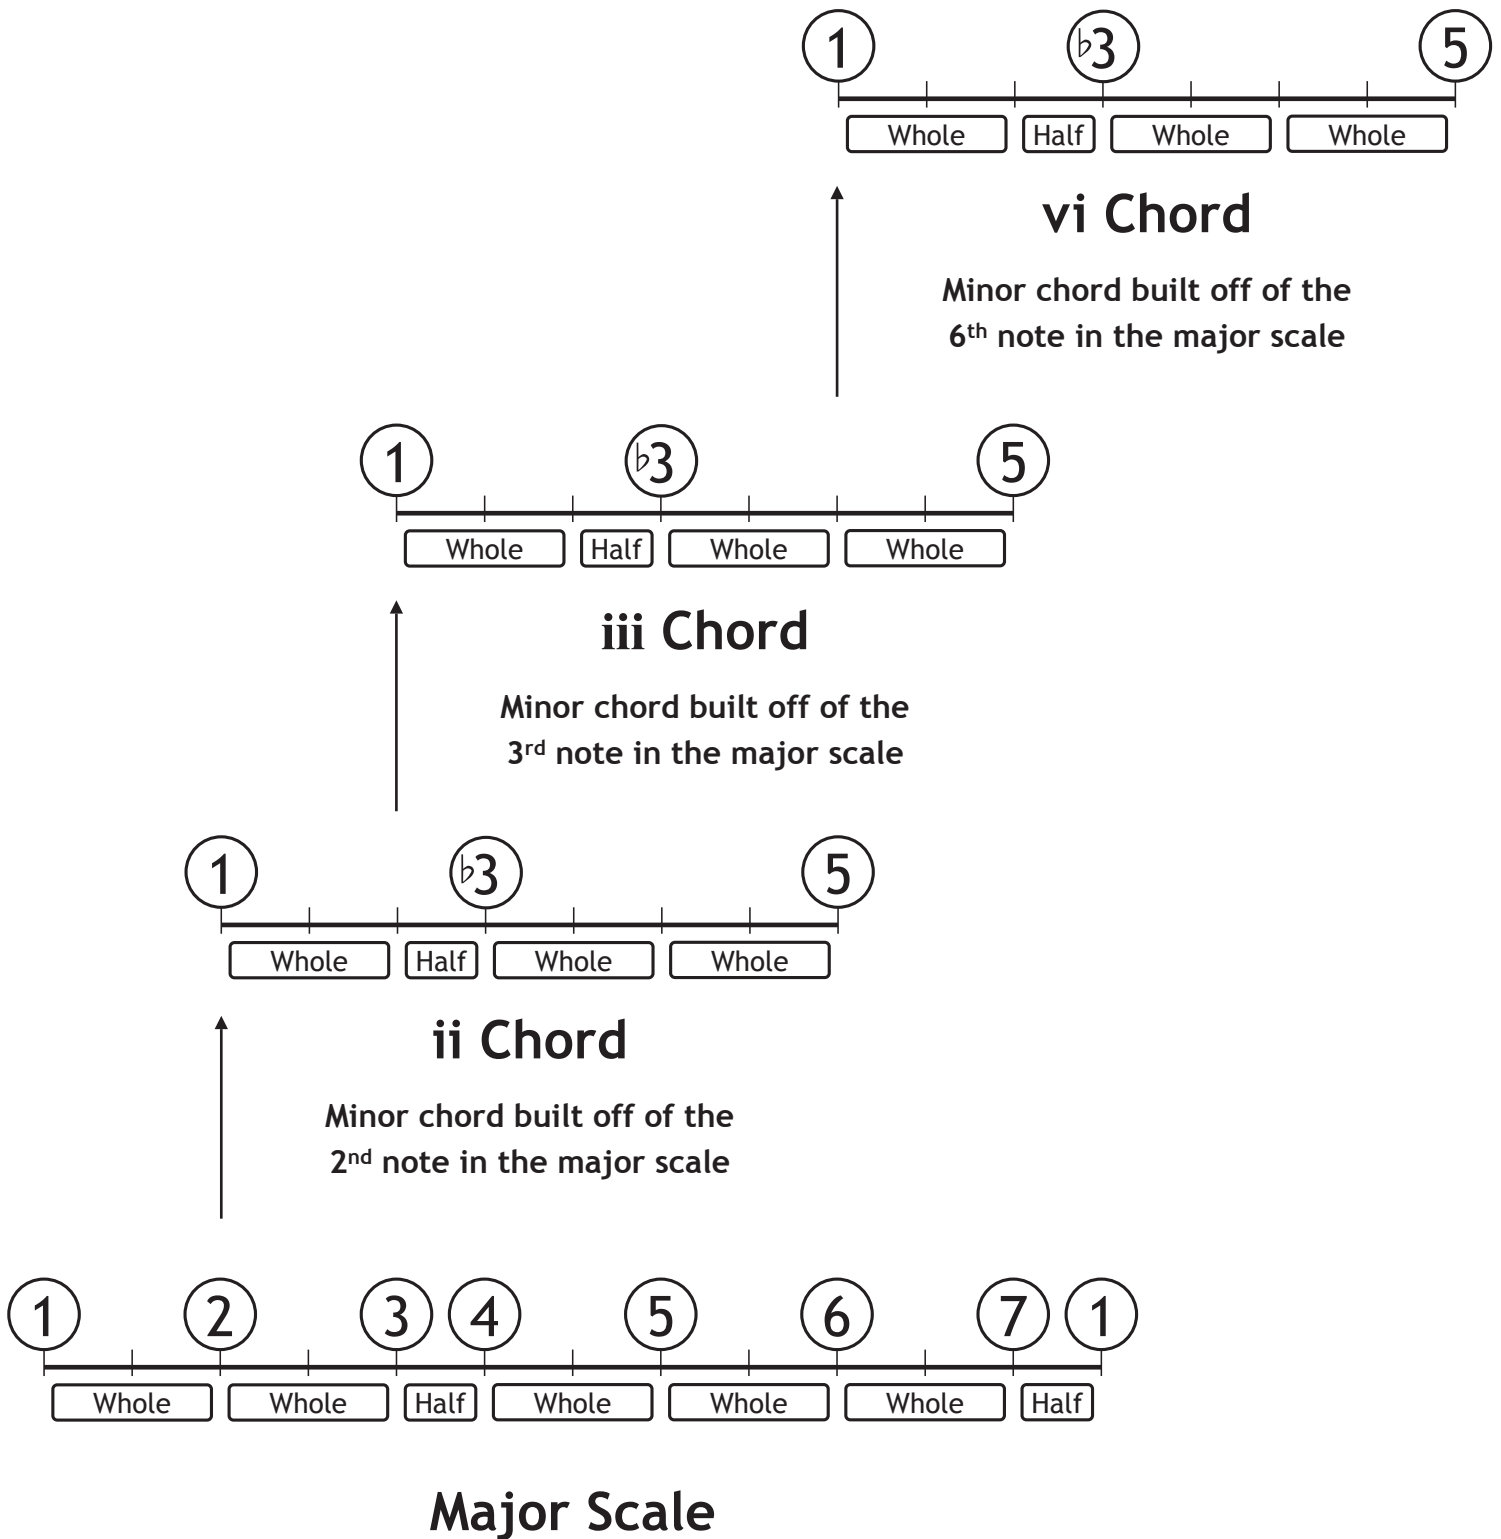 1 ♭3 5
Whole Half Whole Whole
vi Chord
Minor chord built off of the
6th note in the major scale
1 ♭3 5
Whole Half Whole Whole
iii Chord
Minor chord built off of the
3rd note in the major scale
1 ♭3 5
Whole Half Whole Whole
ii Chord
Minor chord built off of the
2nd note in the major scale
1 2 3 4 5 6 7 1
Whole Whole Half Whole Whole Whole Half
Major Scale